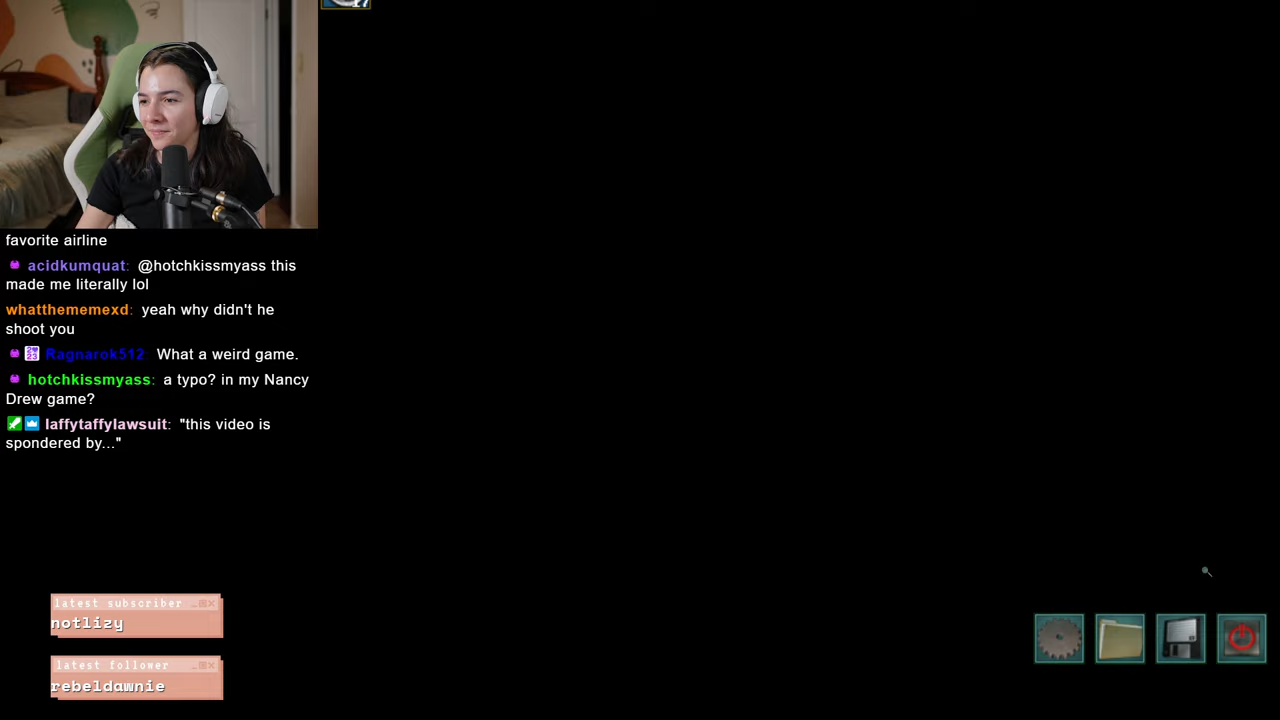 17
favorite airline
acidkumquat: @hotchkissmyass this
made me literally lol
whatthememexd: yeah why didn't he
shoot you
Ragnarok512: What a weird game.
hotchkissmyass: a typo? in my Nancy
Drew game?
laffytaffylawsuit: "this video is
spondered by..."
latest subscriber
notlizy
latest follower
rebeldawnie